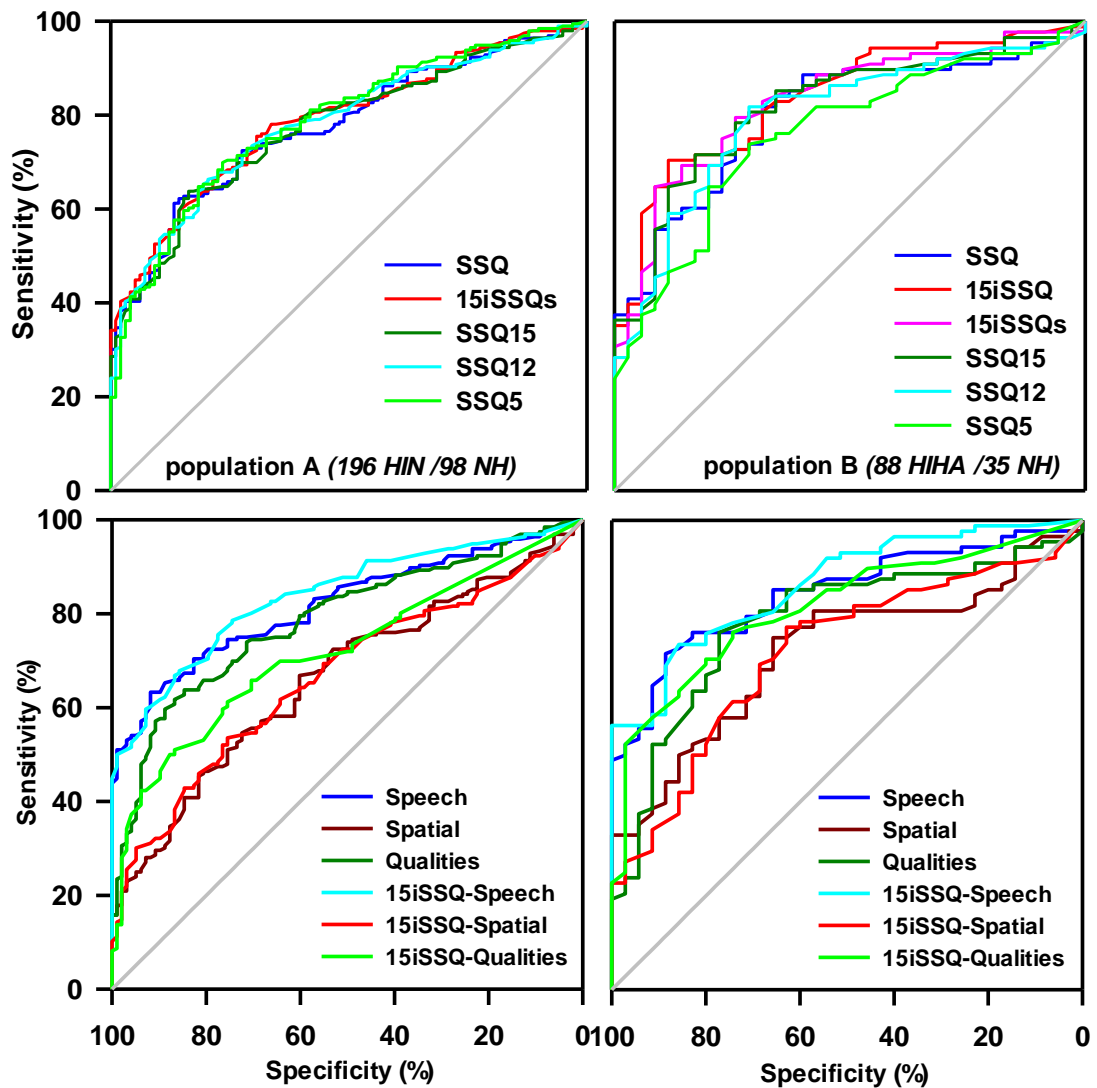 100
80
60
40
20
0
Sensitivity (%)
SSQ
15iSSQs
SSQ15
SSQ12
SSQ5
population A (196 HIN /98 NH)
SSQ
15iSSQ
15iSSQs
SSQ15
SSQ12
SSQ5
population B (88 HIHA /35 NH)
100
80
60
40
20
0
Sensitivity (%)
Speech
Spatial
Qualities
15iSSQ-Speech
15iSSQ-Spatial
15iSSQ-Qualities
100 80 60 40 20 0
Specificity (%)
Speech
Spatial
Qualities
15iSSQ-Speech
15iSSQ-Spatial
15iSSQ-Qualities
100 80 60 40 20 0
Specificity (%)